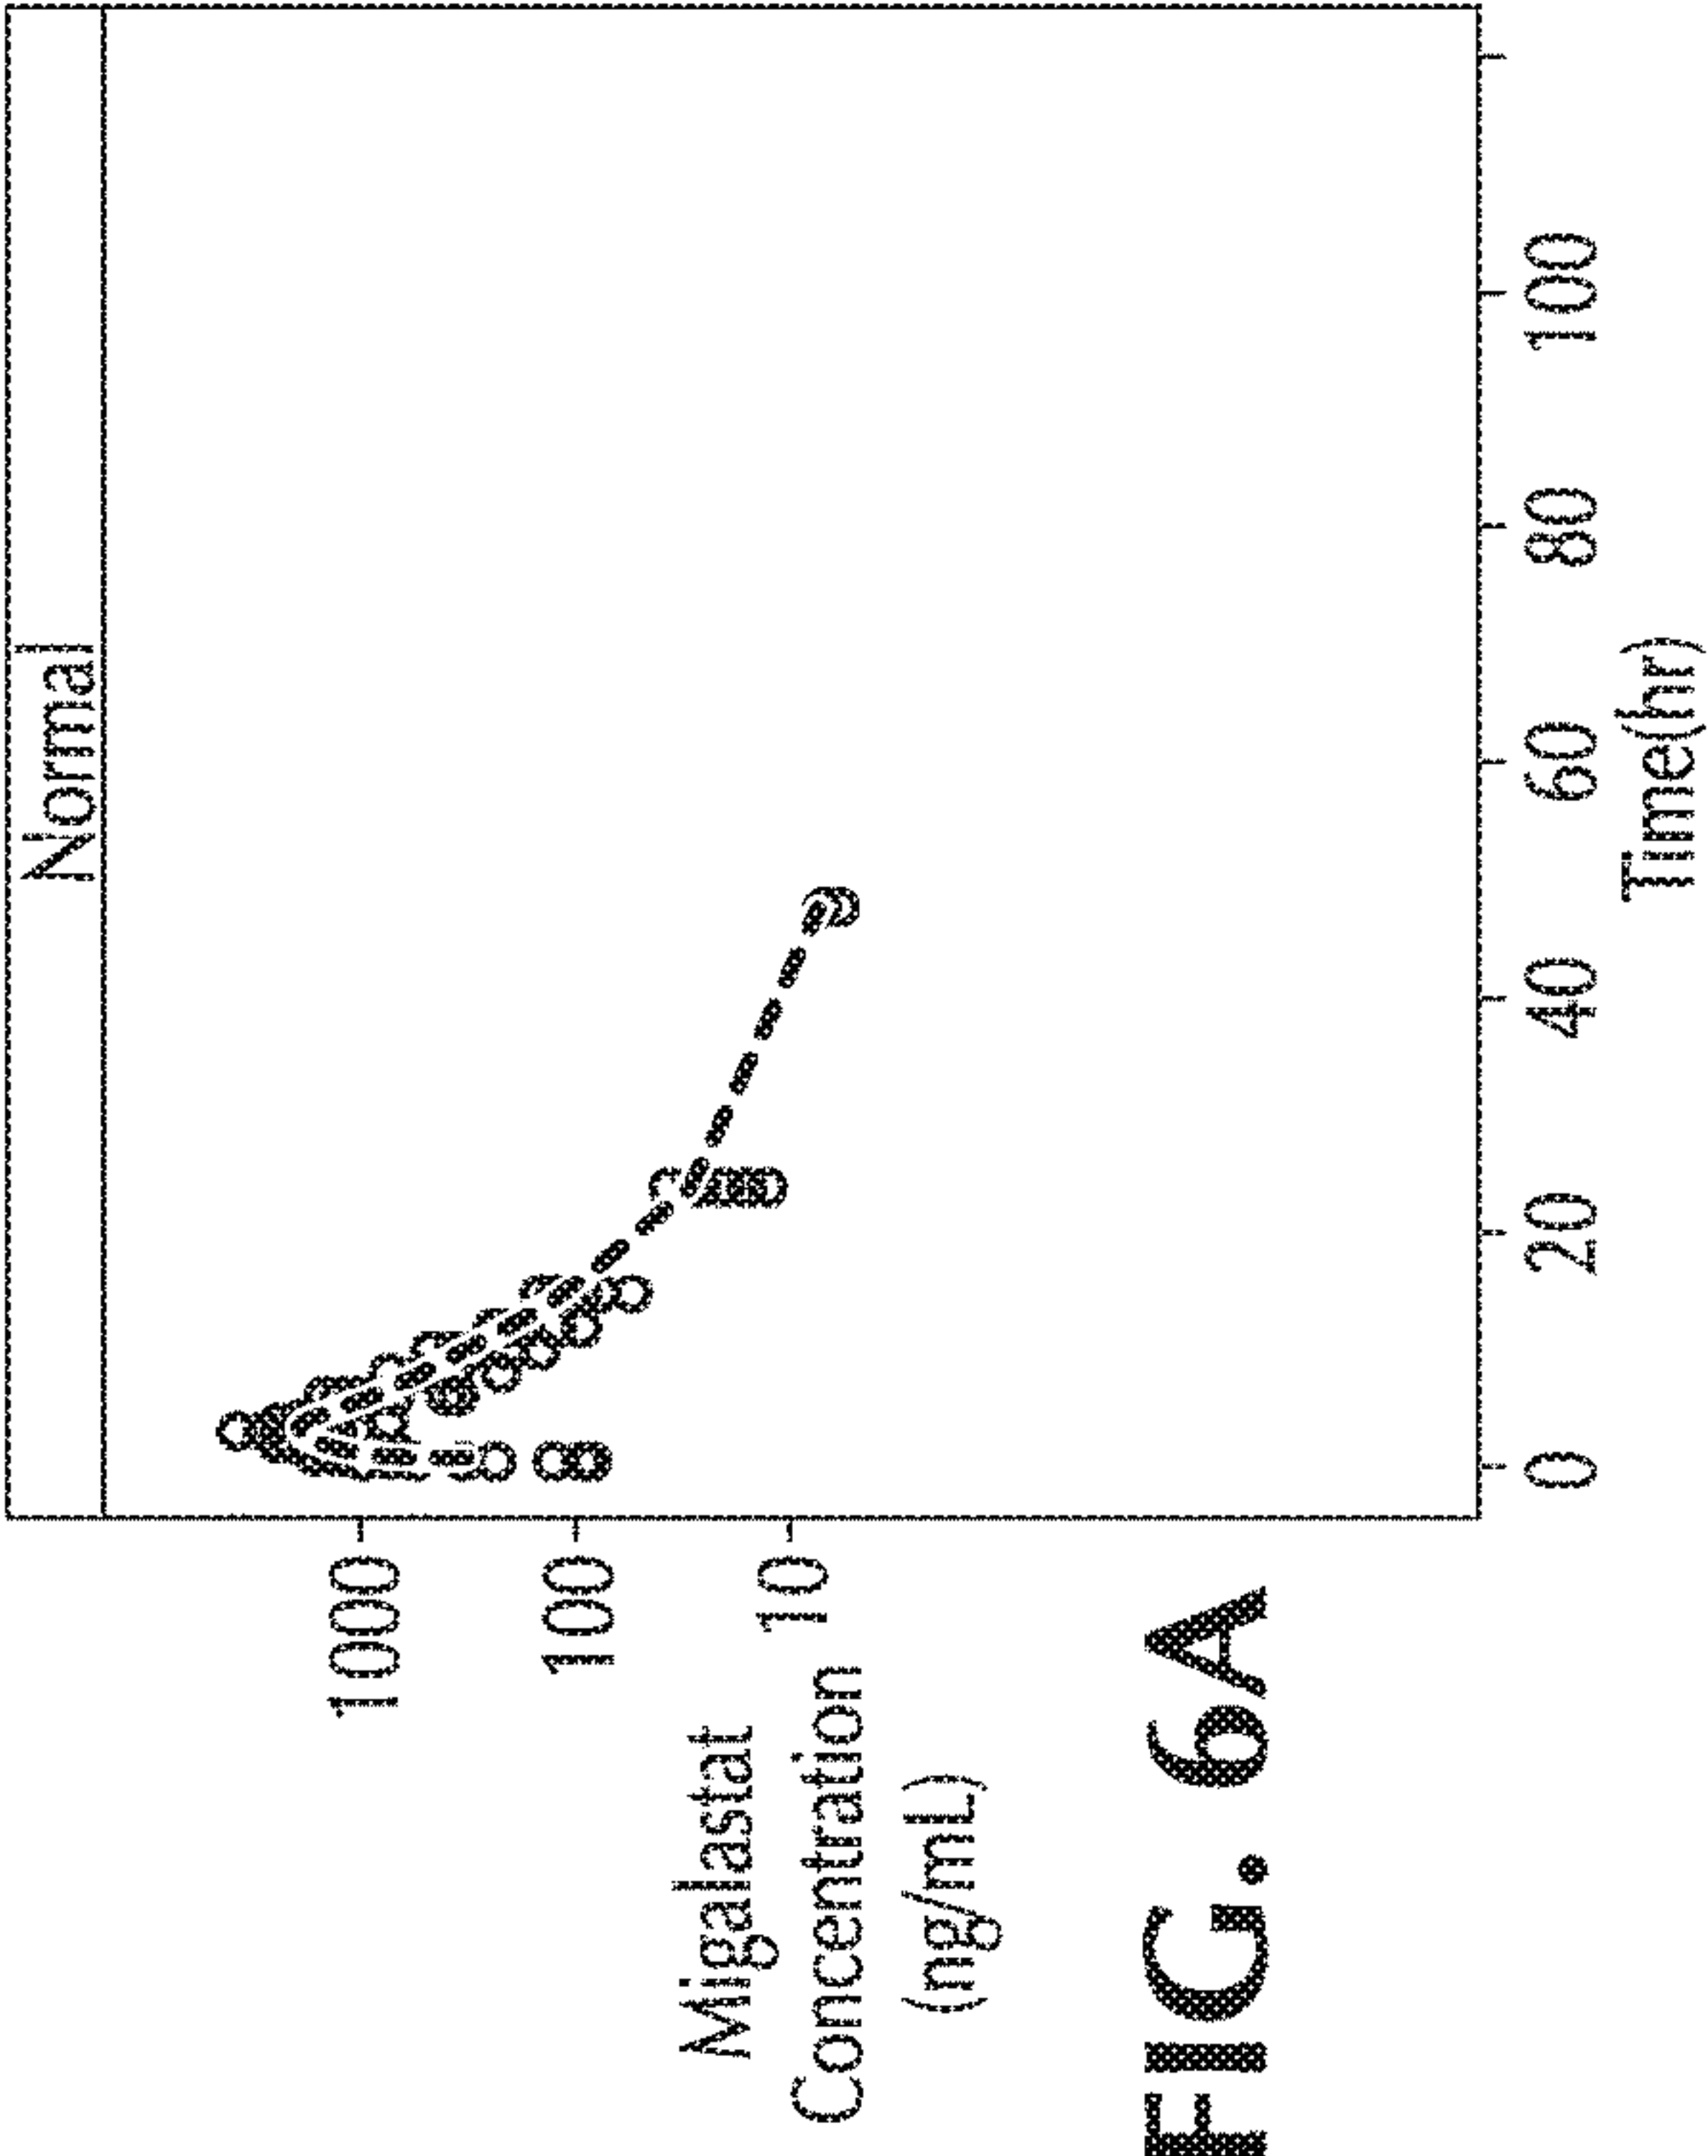 Normal
1000
100
10
Migalastat
Concentration
(ng/mL)
0 20 40 60 80 100
Time(hr)
FIG. 6A